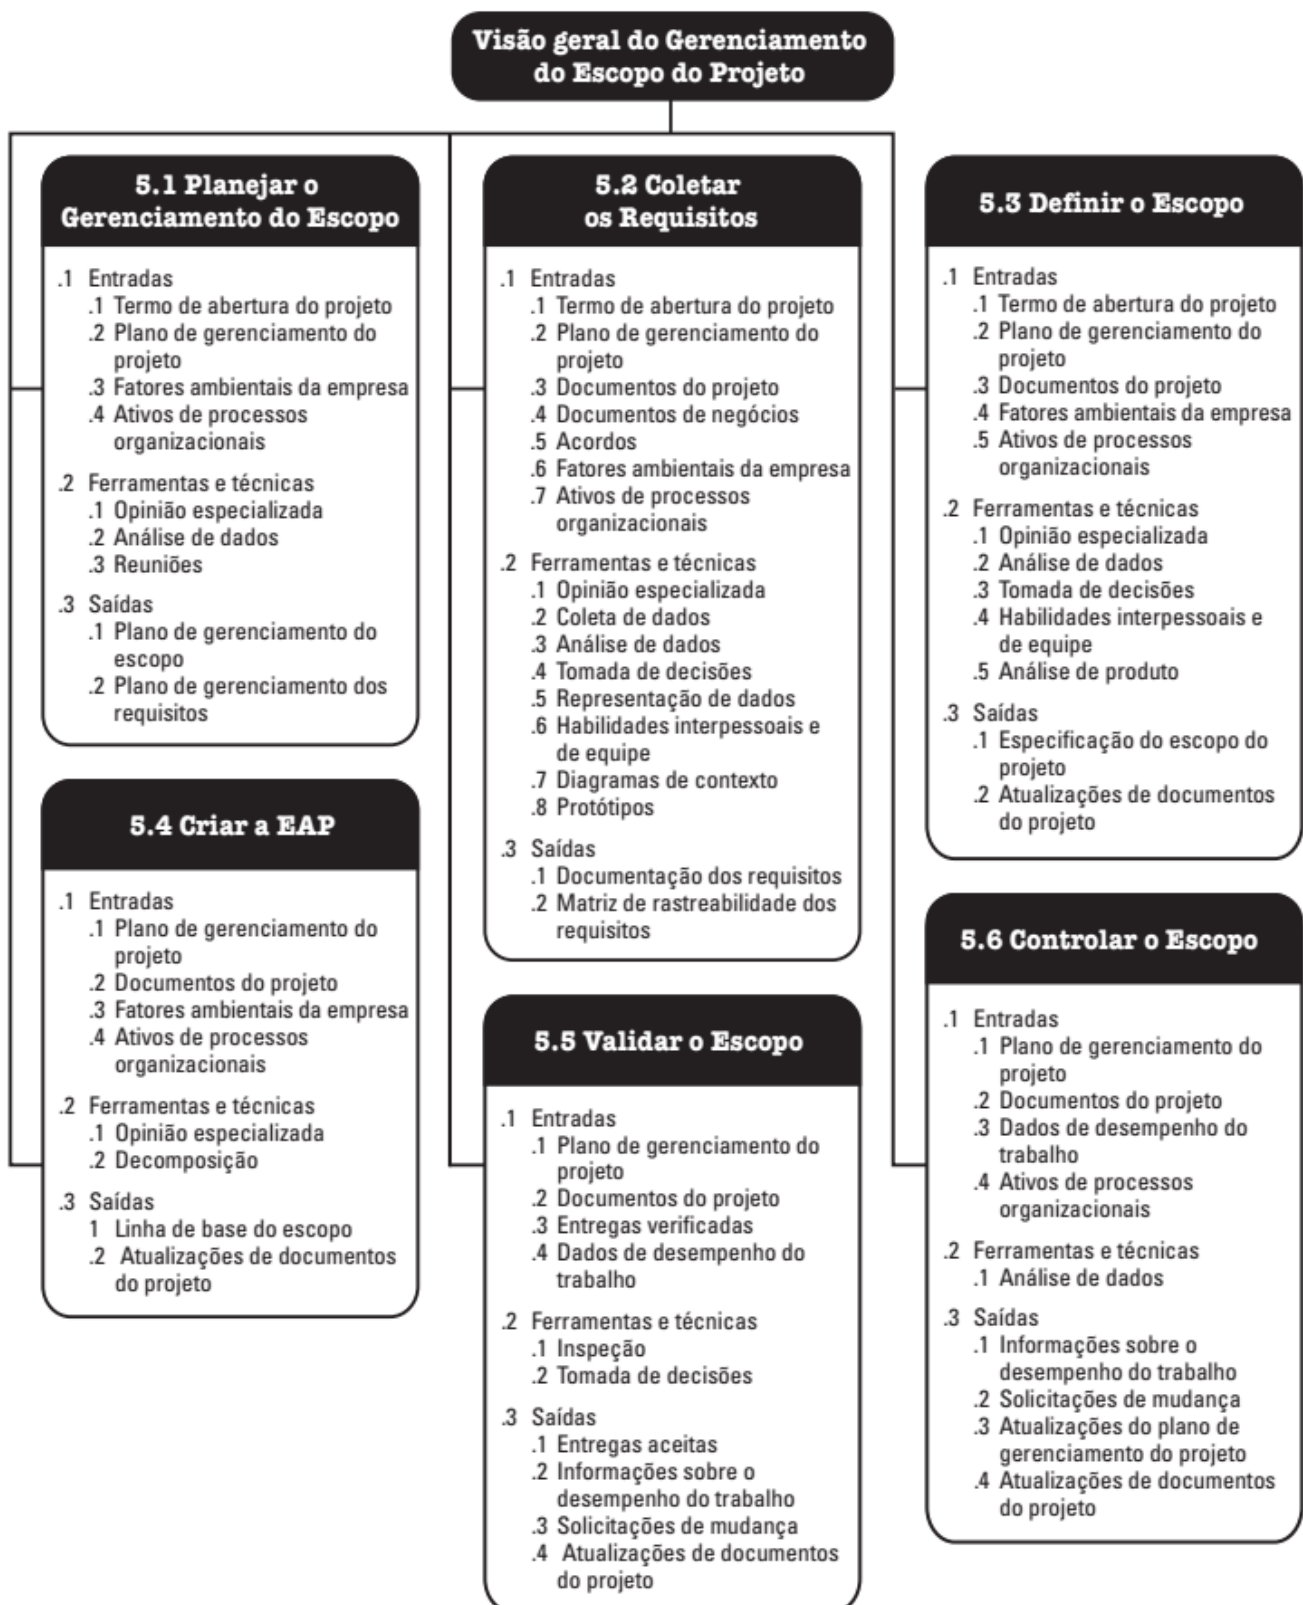 Visão geral do Gerenciamento
do Escopo do Projeto
5.1 Planejar o
Gerenciamento do Escopo
.1 Entradas
.1 Termo de abertura do projeto
.2 Plano de gerenciamento do
projeto
.3 Fatores ambientais da empresa
.4 Ativos de processos
organizacionais
.2 Ferramentas e técnicas
.1 Opinião especializada
.2 Análise de dados
.3 Reuniões
.3 Saídas
.1 Plano de gerenciamento do
escopo
.2 Plano de gerenciamento dos
requisitos
5.2 Coletar
os Requisitos
.1 Entradas
.1 Termo de abertura do projeto
.2 Plano de gerenciamento do
projeto
.3 Documentos do projeto
.4 Documentos de negócios
.5 Acordos
.6 Fatores ambientais da empresa
.7 Ativos de processos
organizacionais
.2 Ferramentas e técnicas
.1 Opinião especializada
.2 Coleta de dados
.3 Análise de dados
.4 Tomada de decisões
.5 Representação de dados
.6 Habilidades interpessoais e
de equipe
.7 Diagramas de contexto
.8 Protótipos
.3 Saídas
.1 Documentação dos requisitos
.2 Matriz de rastreabilidade dos
requisitos
5.3 Definir o Escopo
.1 Entradas
.1 Termo de abertura do projeto
.2 Plano de gerenciamento do
projeto
.3 Documentos do projeto
.4 Fatores ambientais da empresa
.5 Ativos de processos
organizacionais
.2 Ferramentas e técnicas
.1 Opinião especializada
.2 Análise de dados
.3 Tomada de decisões
.4 Habilidades interpessoais e
de equipe
.5 Análise de produto
.3 Saídas
.1 Especificação do escopo do
projeto
.2 Atualizações de documentos
do projeto
5.4 Criar a EAP
.1 Entradas
.1 Plano de gerenciamento do
projeto
.2 Documentos do projeto
.3 Fatores ambientais da empresa
.4 Ativos de processos
organizacionais
.2 Ferramentas e técnicas
.1 Opinião especializada
.2 Decomposição
.3 Saídas
1 Linha de base do escopo
.2 Atualizações de documentos
do projeto
5.5 Validar o Escopo
.1 Entradas
.1 Plano de gerenciamento do
projeto
.2 Documentos do projeto
.3 Entregas verificadas
.4 Dados de desempenho do
trabalho
.2 Ferramentas e técnicas
.1 Inspeção
.2 Tomada de decisões
.3 Saídas
.1 Entregas aceitas
.2 Informações sobre o
desempenho do trabalho
.3 Solicitações de mudança
.4 Atualizações de documentos
do projeto
5.6 Controlar o Escopo
.1 Entradas
.1 Plano de gerenciamento do
projeto
.2 Documentos do projeto
.3 Dados de desempenho do
trabalho
.4 Ativos de processos
organizacionais
.2 Ferramentas e técnicas
.1 Análise de dados
.3 Saídas
.1 Informações sobre o
desempenho do trabalho
.2 Solicitações de mudança
.3 Atualizações do plano de
gerenciamento do projeto
.4 Atualizações de documentos
do projeto